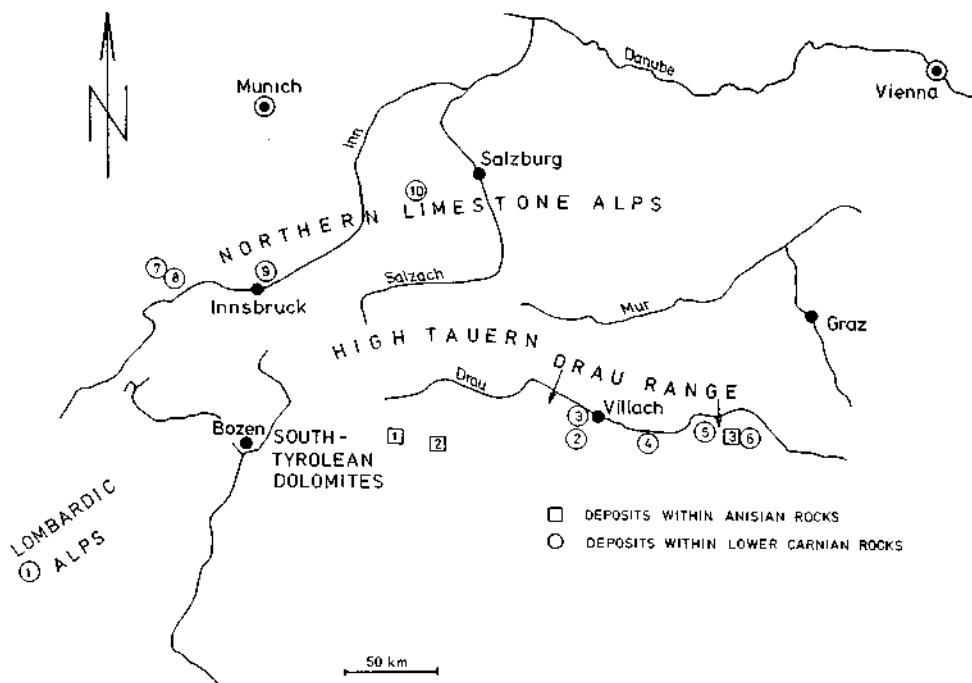 N
Danube
Munich
Vienna
Inn
Salzburg
10
NORTHERN LIMESTONE ALPS
7
8
9
Salzach
Innsbruck
Mur
Graz
HIGH TAUERN
DRAU RANGE
Drau
Villach
3
Bozen
1
2
2
4
5
3
6
SOUTH-
TYROLEAN
DOLOMITES
LOMBARDIC
ALPS
1
DEPOSITS WITHIN ANISIAN ROCKS
DEPOSITS WITHIN LOWER CARNIAN ROCKS
50 km